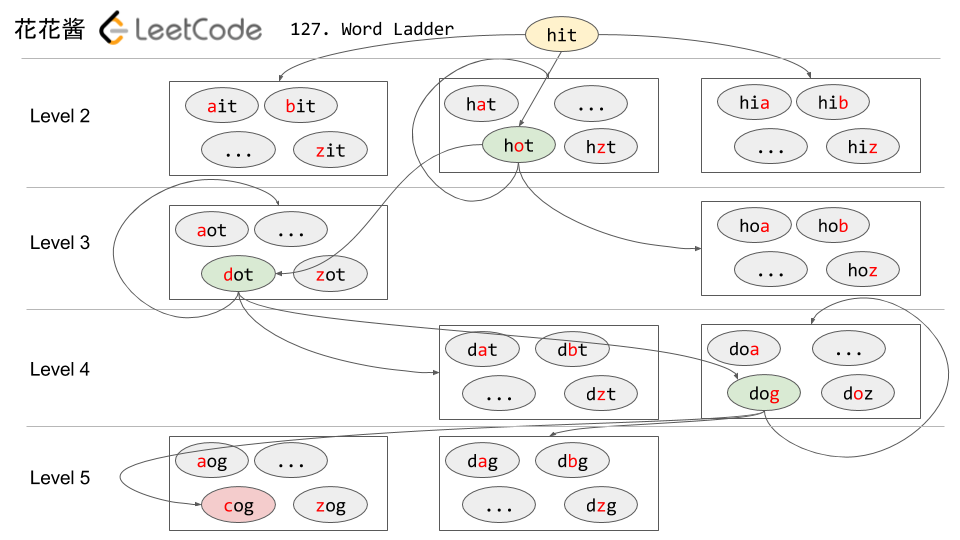 花花酱 LeetCode 127. Word Ladder
hit
Level 2
ait bit
... zit
hat ...
hot hzt
hia hib
... hiz
Level 3
aot ...
dot zot
hoa hob
... hoz
Level 4
dat dbt
... dzt
doa ...
dog doz
Level 5
aog ...
cog zog
dag dbg
... dzg